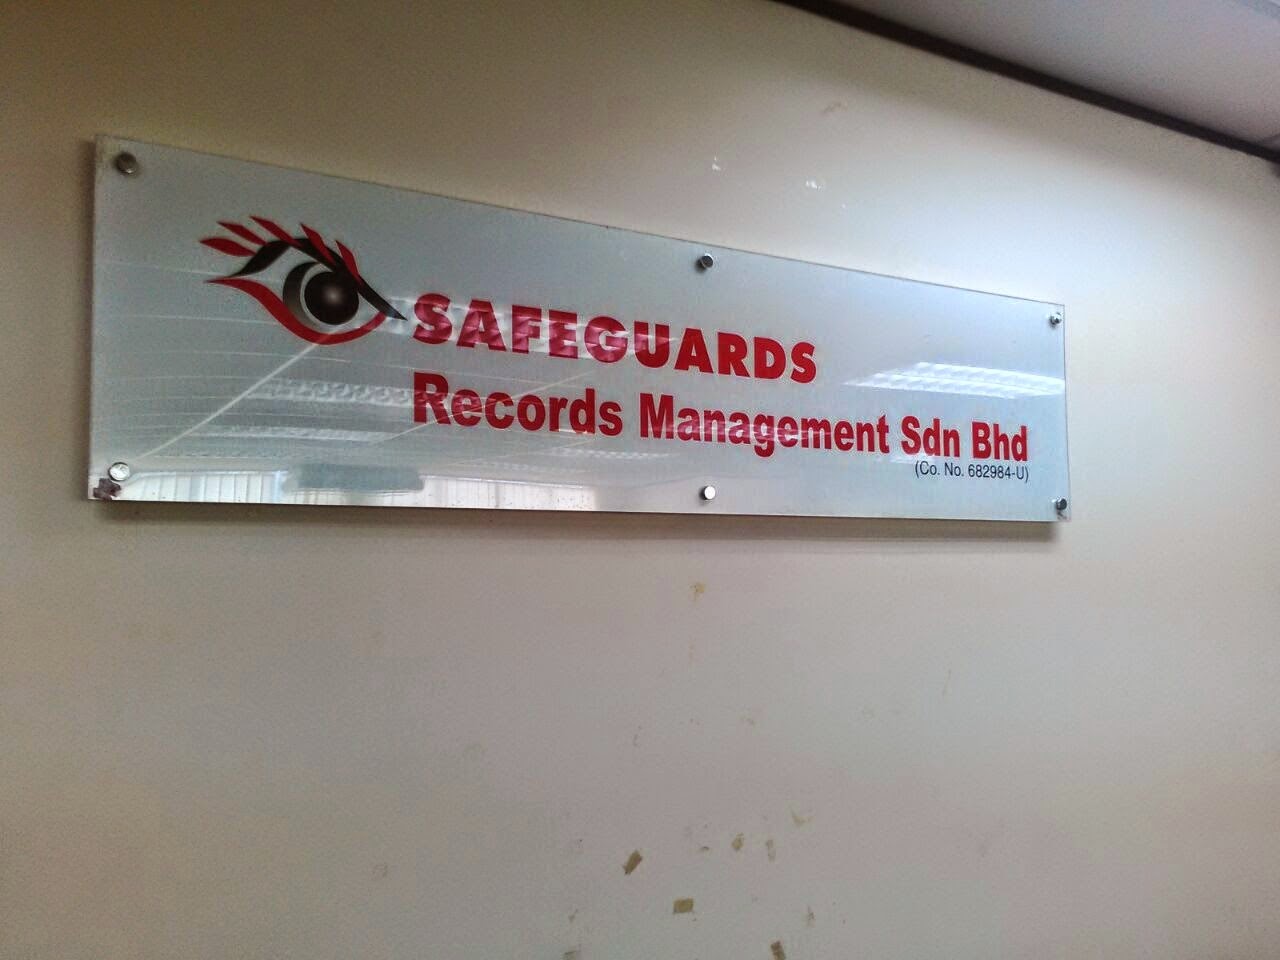 SAFEGUARDS
Records Management Sdn Bhd
(Co. No. 682984-U)